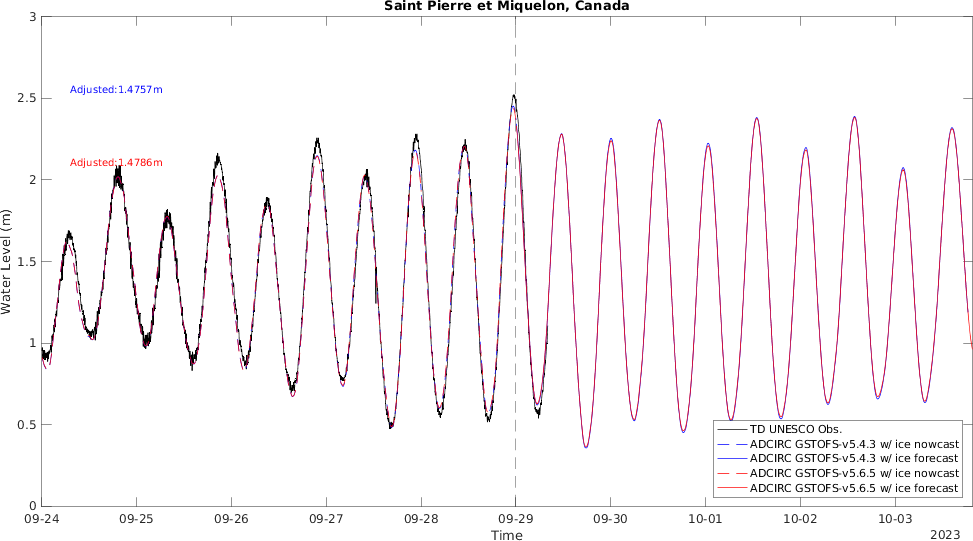 Saint Pierre et Miquelon, Canada
3
2.5
2
1.5
1
0.5
0
Water Level (m)
Adjusted:1.4757m
Adjusted:1.4786m
TD UNESCO Obs.
ADCIRC GSTOFS-v5.4.3 w/ ice nowcast
ADCIRC GSTOFS-v5.4.3 w/ ice forecast
ADCIRC GSTOFS-v5.6.5 w/ ice nowcast
ADCIRC GSTOFS-v5.6.5 w/ ice forecast
09-24 09-25 09-26 09-27 09-28 09-29 09-30 10-01 10-02 10-03
Time
2023